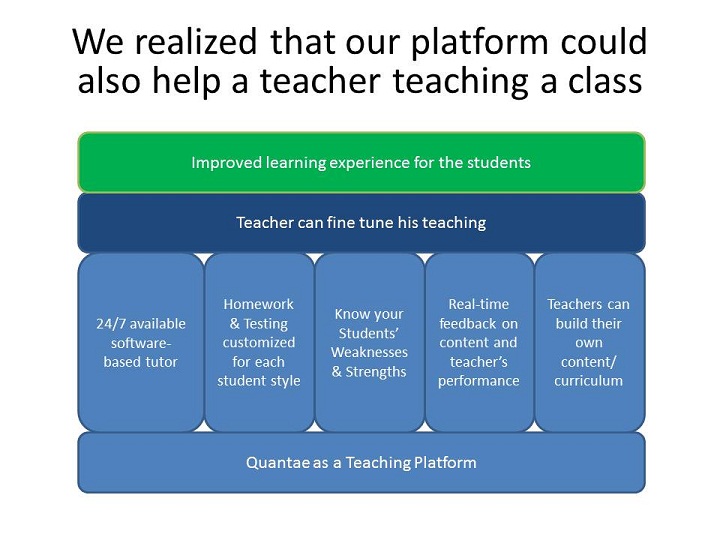 We realized that our platform could
also help a teacher teaching a class
Improved learning experience for the students
Teacher can fine tune his teaching
24/7 available
software-
based tutor
Homework
& Testing
customized
for each
student style
Know your
Students’
Weaknesses
& Strengths
Real-time
feedback on
content and
teacher’s
performance
Teachers can
build their
own
content/
curriculum
Quantae as a Teaching Platform